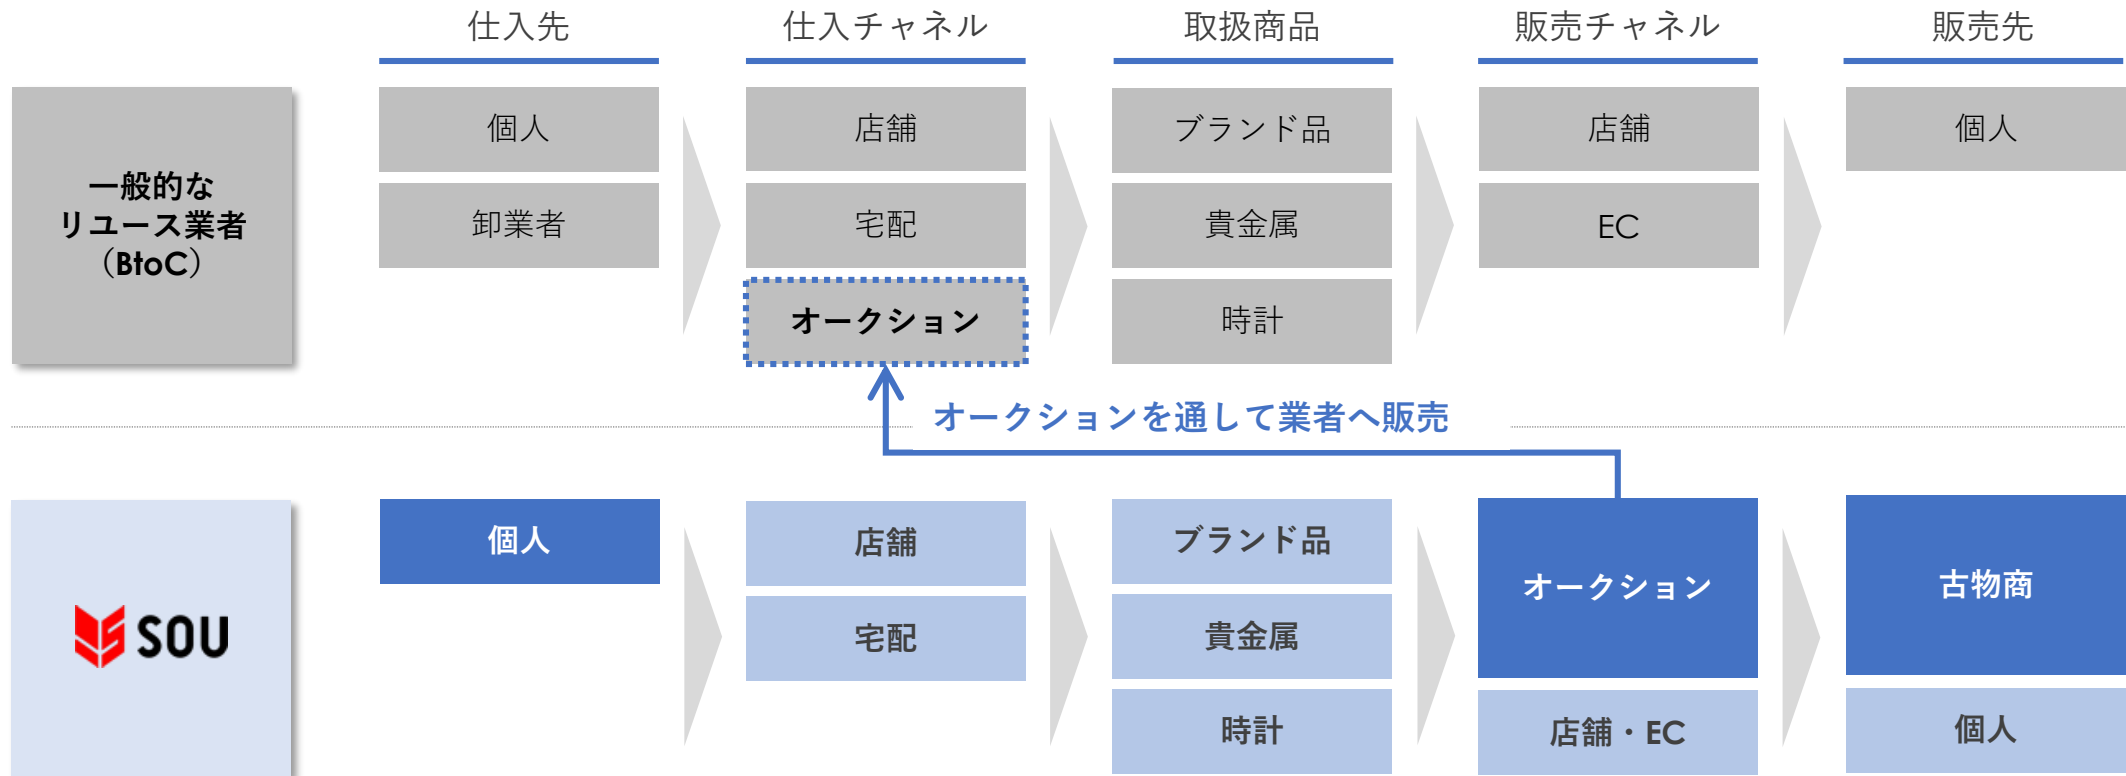 仕入先
仕入チャネル
取扱商品
販売チャネル
販売先
一般的な
リユース業者
（BtoC）
個人
卸業者
店舗
宅配
オークション
ブランド品
貴金属
時計
店舗
EC
個人
オークションを通して業者へ販売
SOU
個人
店舗
宅配
ブランド品
貴金属
時計
オークション
店舗・EC
古物商
個人